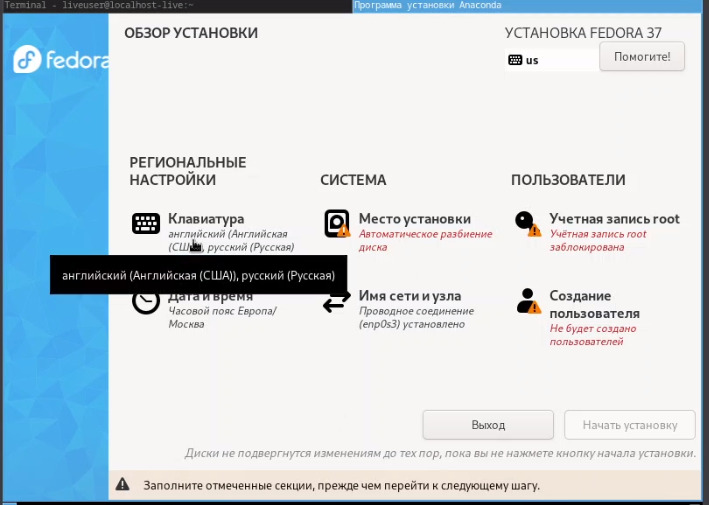 Terminal - liveuser@localhost-live:~
Программа установки Anaconda
fedora
ОБЗОР УСТАНОВКИ
УСТАНОВКА FEDORA 37
us
Помогите!
РЕГИОНАЛЬНЫЕ
НАСТРОЙКИ
Клавиатура
английский (Английская
(США)), русский (Русская)
английский (Английская (США)), русский (Русская)
Дата и время
Часовой пояс Европа/
Москва
СИСТЕМА
Место установки
Автоматическое разбиение
диска
Имя сети и узла
Проводное соединение
(enp0s3) установлено
ПОЛЬЗОВАТЕЛИ
Учетная запись root
Учётная запись root
заблокирована
Создание
пользователя
Не будет создано
пользователей
Выход
Начать установку
Диски не подвергнутся изменениям до тех пор, пока вы не нажмете кнопку начала установки.
Заполните отмеченные секции, прежде чем перейти к следующему шагу.